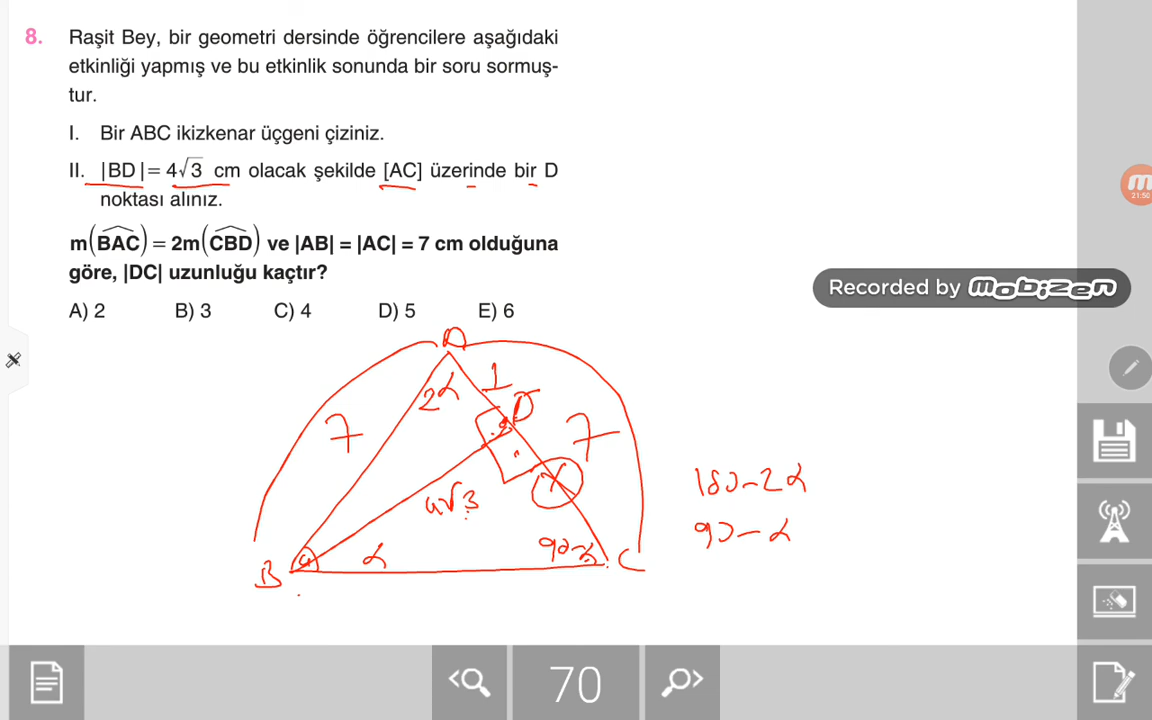 8. Raşit Bey, bir geometri dersinde öğrencilere aşağıdaki
etkinliği yapmış ve bu etkinlik sonunda bir soru sormuş-
tur.
I. Bir ABC ikizkenar üçgeni çiziniz.
II. |BD|= 4√3 cm olacak şekilde [AC] üzerinde bir D
noktası alınız.
m(BAC) = 2m(CBD) ve |AB| = |AC| = 7 cm olduğuna
göre, |DC| uzunluğu kaçtır?
A) 2 B) 3 C) 4 D) 5 E) 6
Recorded by mobizen
21:50
A
2α 1
D
7 7
x
4√3
180-2α
90-α
α 90-α
B C
70